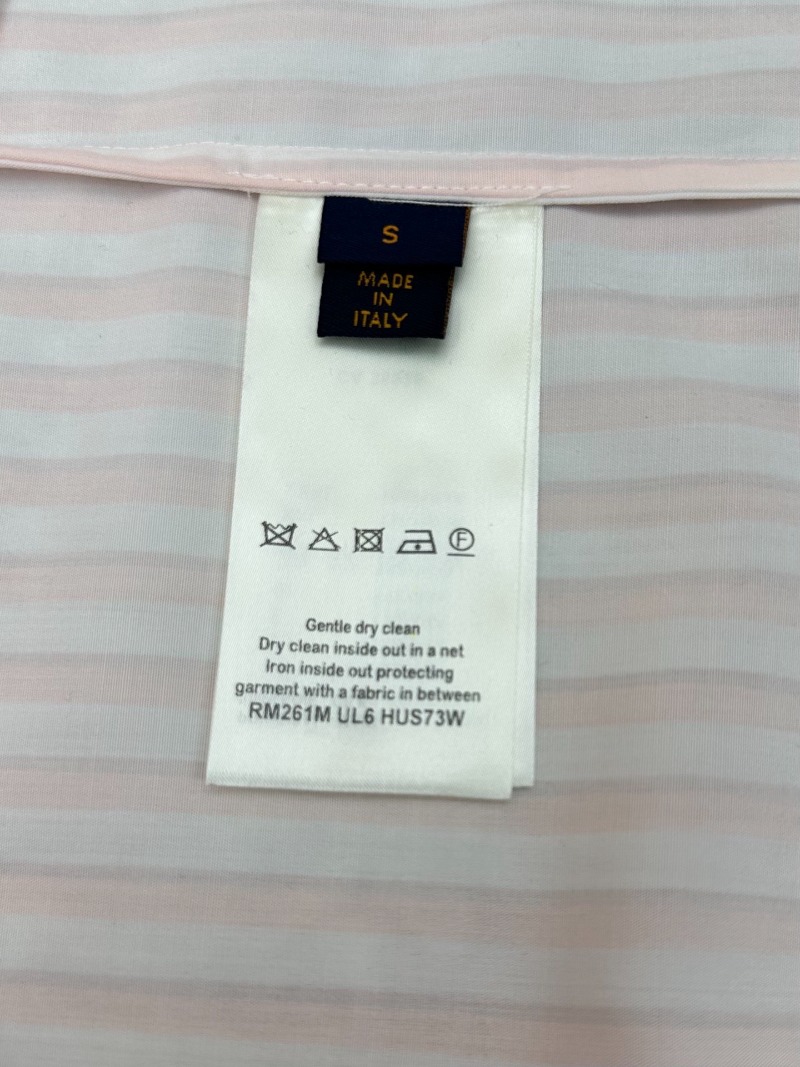 S
MADE
IN
ITALY
F
Gentle dry clean
Dry clean inside out in a net
Iron inside out protecting
garment with a fabric in between
RM261M UL6 HUS73W